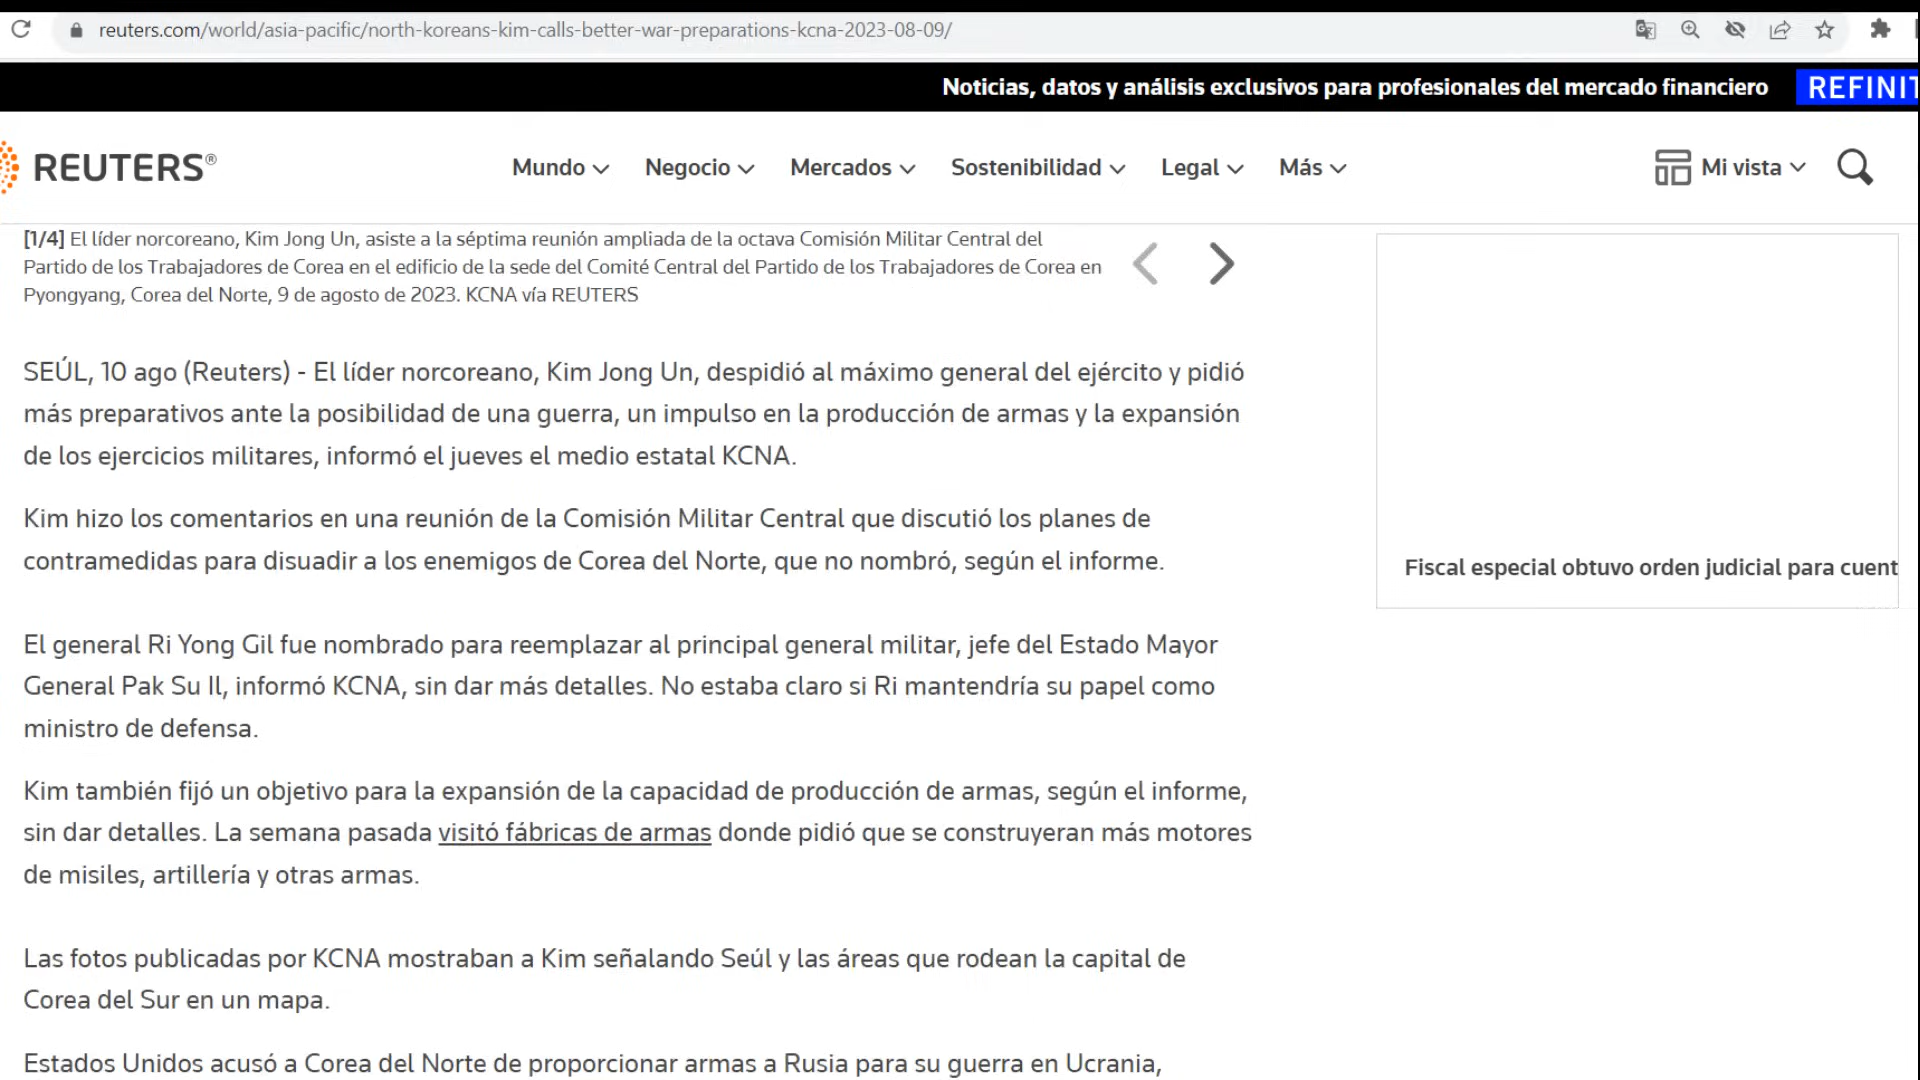 reuters.com/world/asia-pacific/north-koreans-kim-calls-better-war-preparations-kcna-2023-08-09/
Noticias, datos y análisis exclusivos para profesionales del mercado financiero
REFINIT
REUTERS®
Mundo
Negocio
Mercados
Sostenibilidad
Legal
Más
Mi vista
[1/4] El líder norcoreano, Kim Jong Un, asiste a la séptima reunión ampliada de la octava Comisión Militar Central del
Partido de los Trabajadores de Corea en el edificio de la sede del Comité Central del Partido de los Trabajadores de Corea en
Pyongyang, Corea del Norte, 9 de agosto de 2023. KCNA vía REUTERS
SEÚL, 10 ago (Reuters) - El líder norcoreano, Kim Jong Un, despidió al máximo general del ejército y pidió
más preparativos ante la posibilidad de una guerra, un impulso en la producción de armas y la expansión
de los ejercicios militares, informó el jueves el medio estatal KCNA.
Kim hizo los comentarios en una reunión de la Comisión Militar Central que discutió los planes de
contramedidas para disuadir a los enemigos de Corea del Norte, que no nombró, según el informe.
El general Ri Yong Gil fue nombrado para reemplazar al principal general militar, jefe del Estado Mayor
General Pak Su Il, informó KCNA, sin dar más detalles. No estaba claro si Ri mantendría su papel como
ministro de defensa.
Kim también fijó un objetivo para la expansión de la capacidad de producción de armas, según el informe,
sin dar detalles. La semana pasada visitó fábricas de armas donde pidió que se construyeran más motores
de misiles, artillería y otras armas.
Las fotos publicadas por KCNA mostraban a Kim señalando Seúl y las áreas que rodean la capital de
Corea del Sur en un mapa.
Estados Unidos acusó a Corea del Norte de proporcionar armas a Rusia para su guerra en Ucrania,
Fiscal especial obtuvo orden judicial para cuent